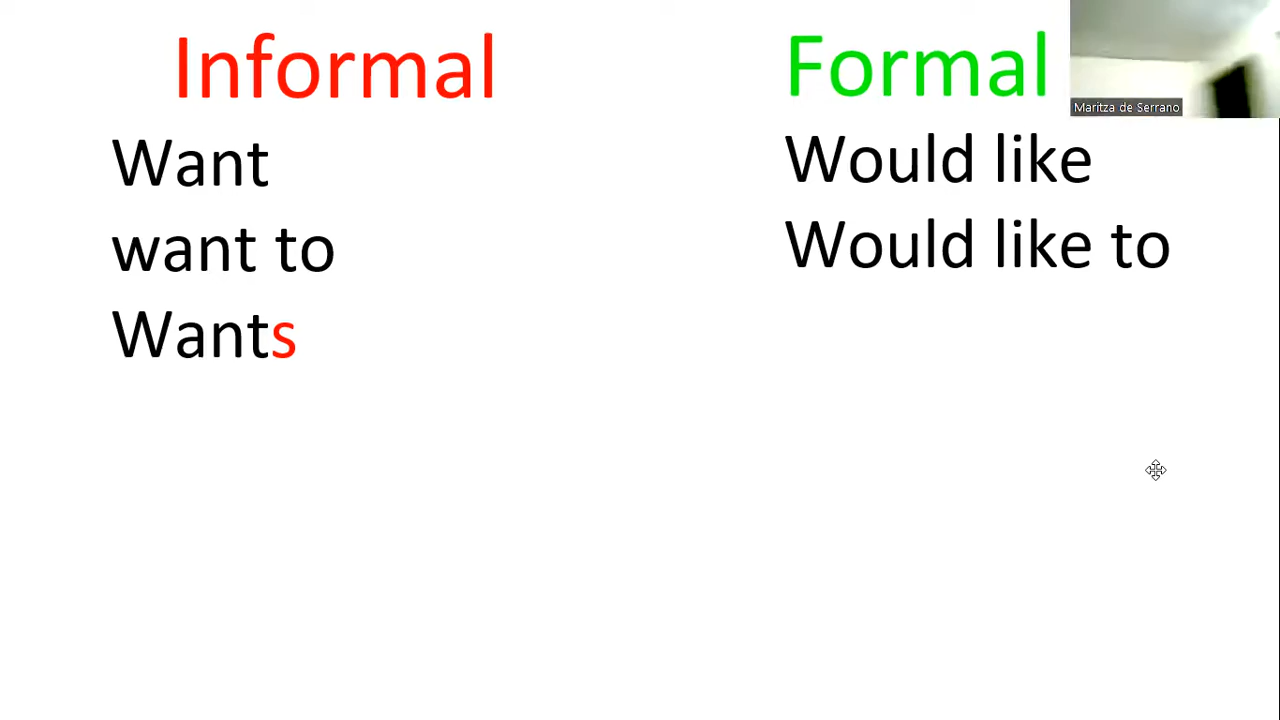 Informal
Want
want to
Wants
Formal
Would like
Would like to
Maritza de Serrano